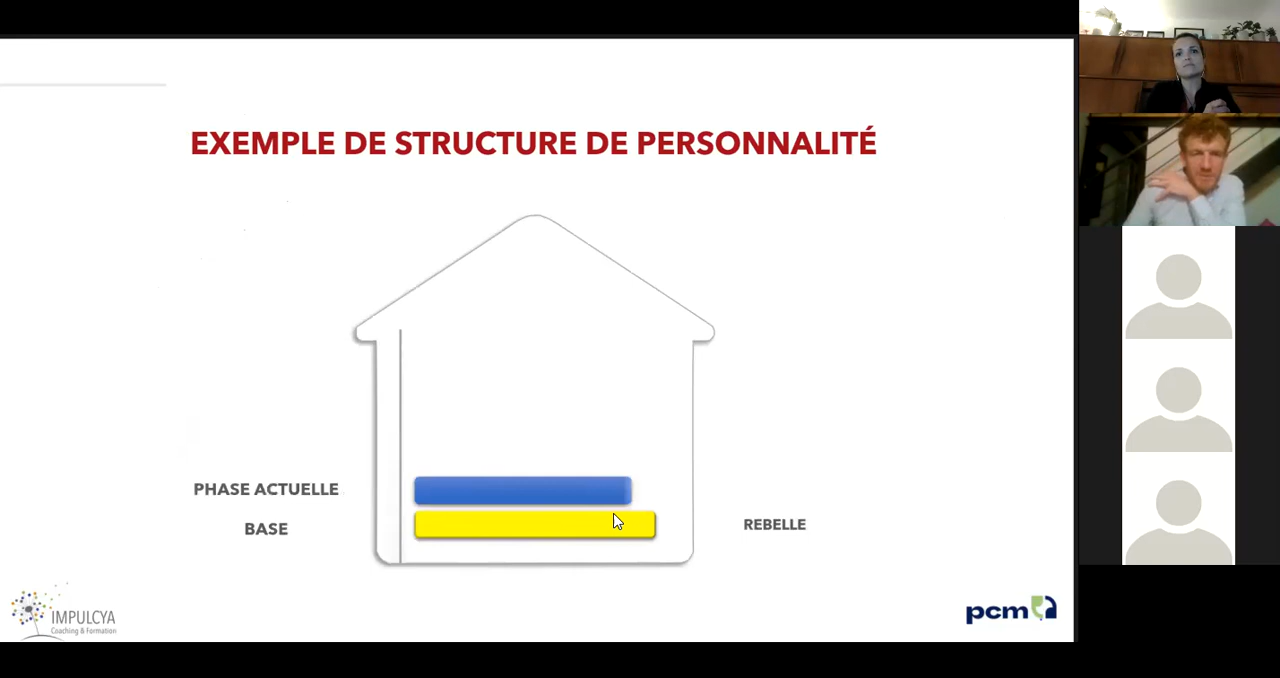 EXEMPLE DE STRUCTURE DE PERSONNALITÉ
PHASE ACTUELLE
BASE
REBELLE
IMPULCYA
Coaching & Formation
pcm